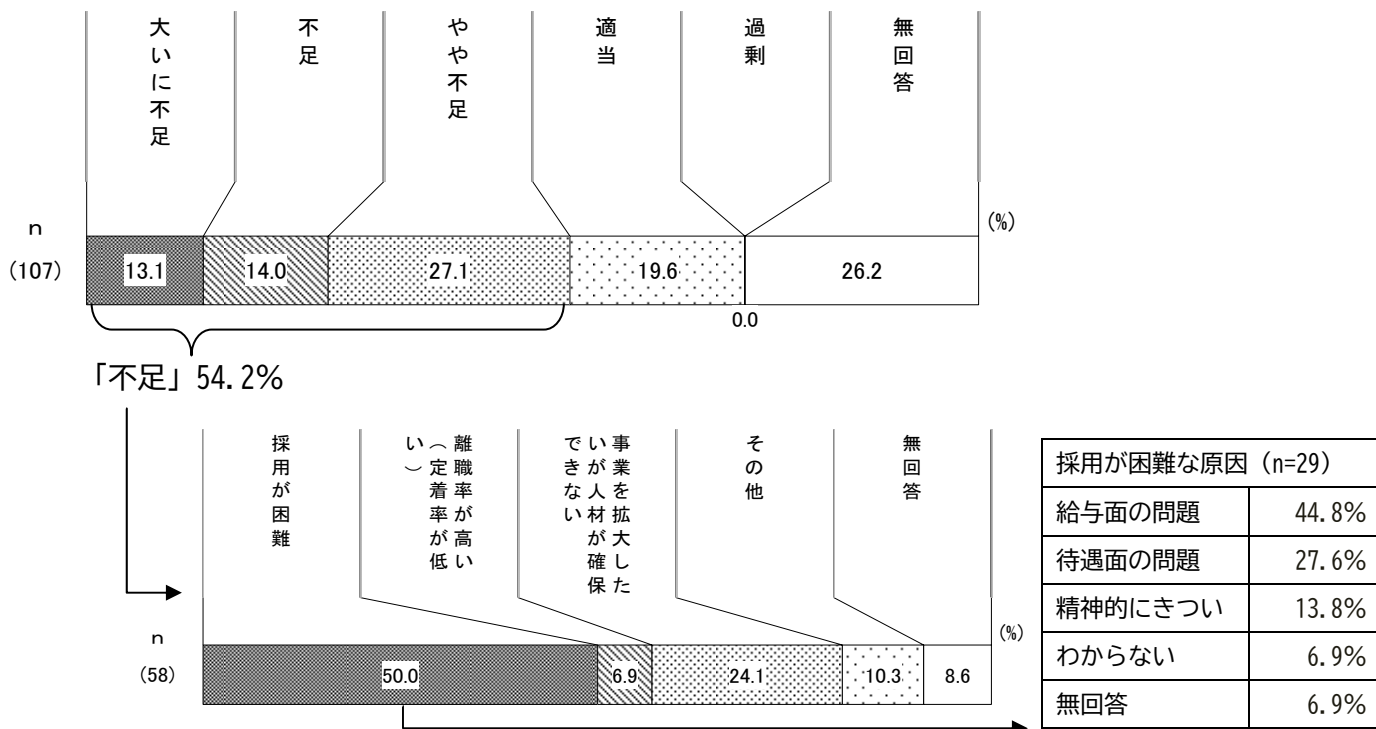 大いに不足
不足
やや不足
適当
過剰
無回答
(%)
n
(107)
13.1
14.0
27.1
19.6
26.2
0.0
「不足」54.2%
採用が困難
離職率が高い
（定着率が低
い）
事業を拡大した
いが人材が確保
できない
その他
無回答
(%)
n
(58)
50.0
6.9
24.1
10.3
8.6
採用が困難な原因（n=29）
給与面の問題 44.8%
待遇面の問題 27.6%
精神的にきつい 13.8%
わからない 6.9%
無回答 6.9%